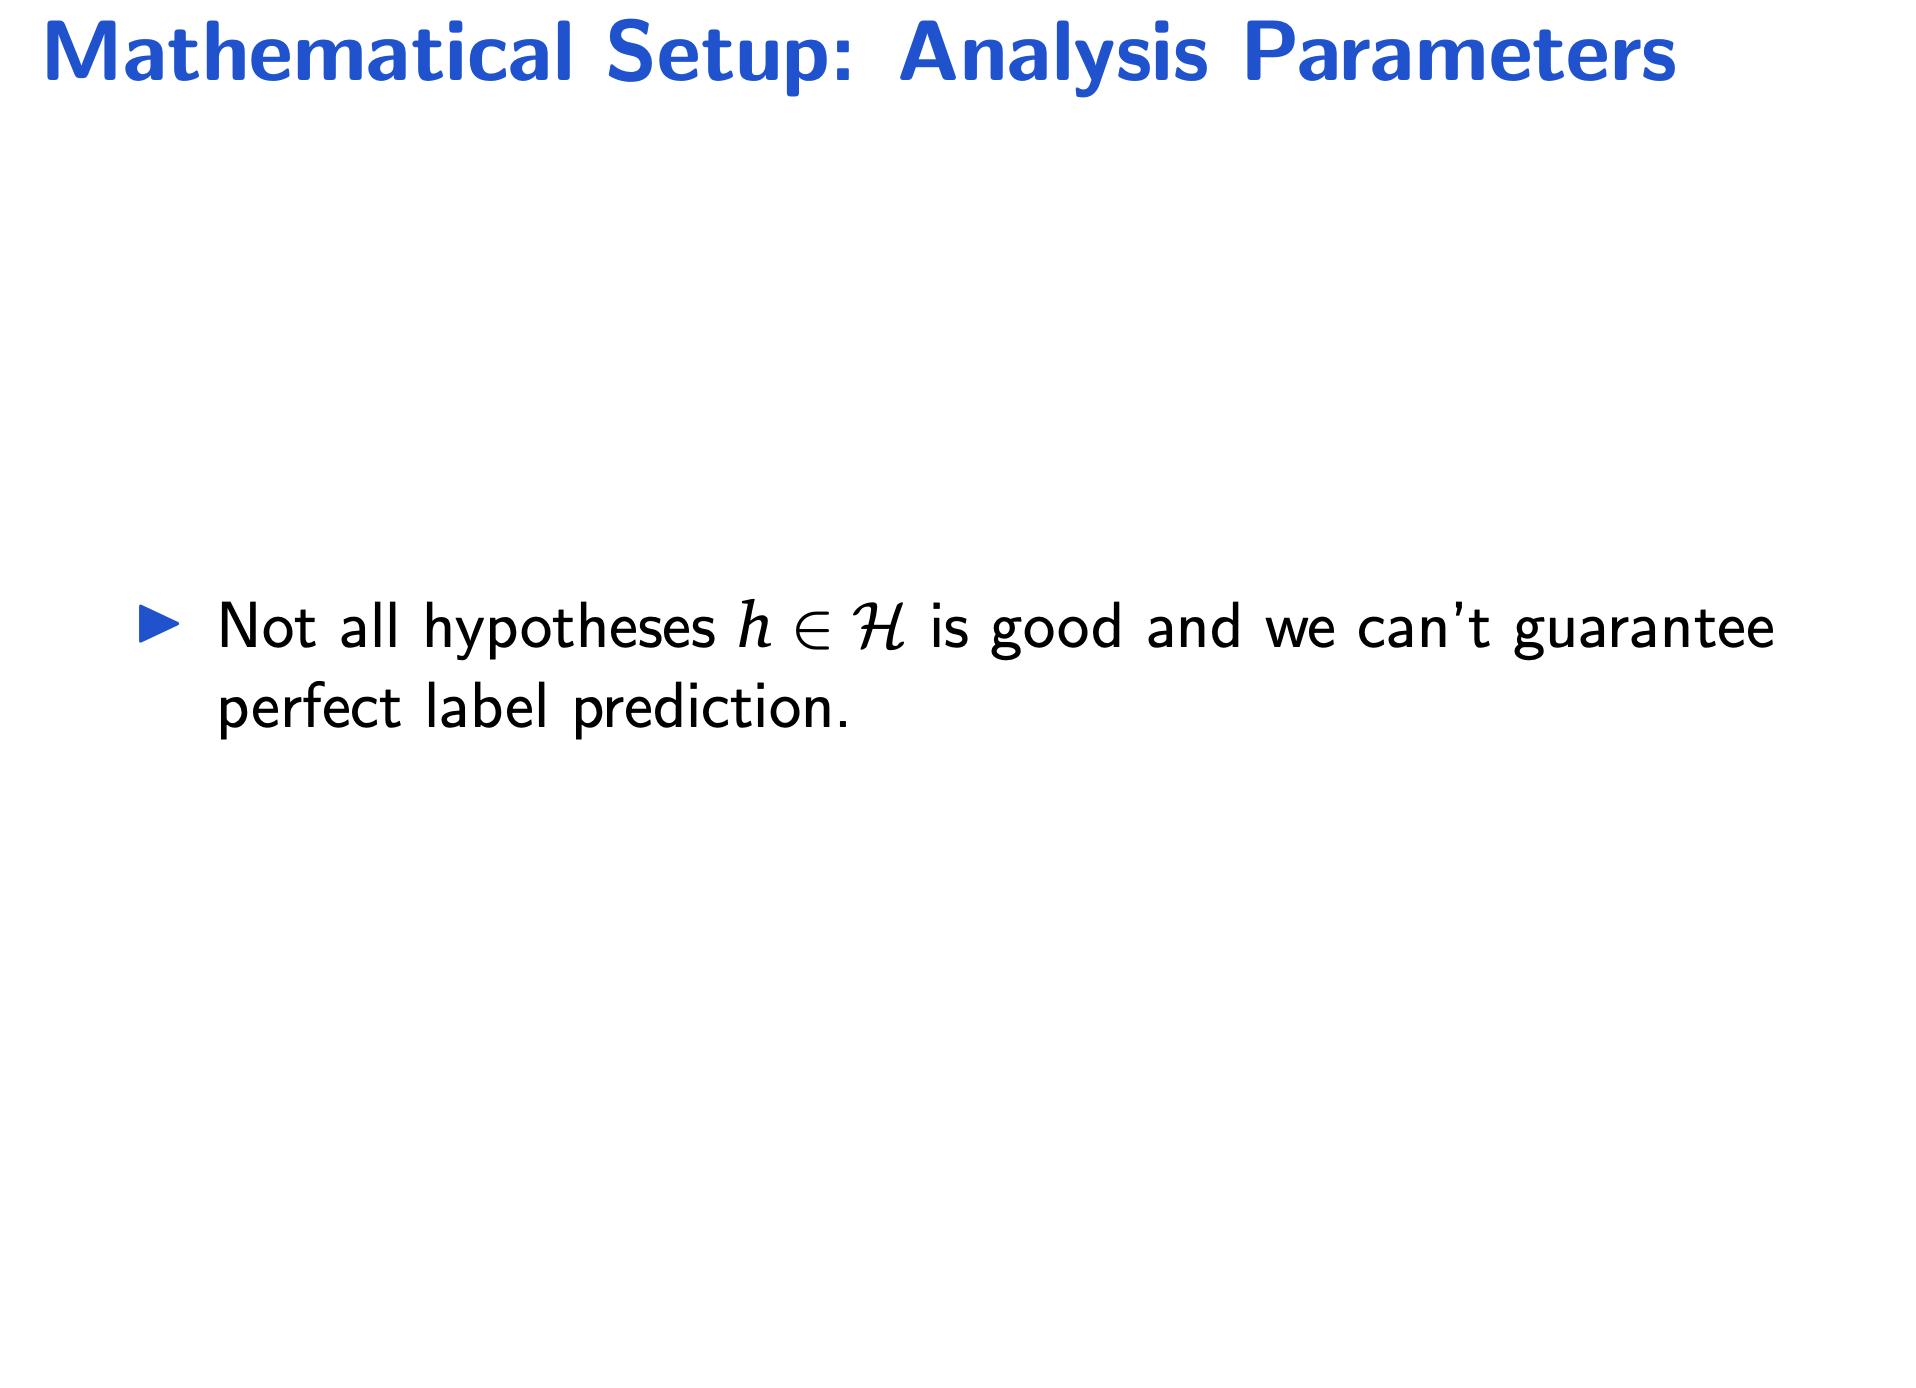 Mathematical Setup: Analysis Parameters
Not all hypotheses h ∈ ℋ is good and we can't guarantee
perfect label prediction.